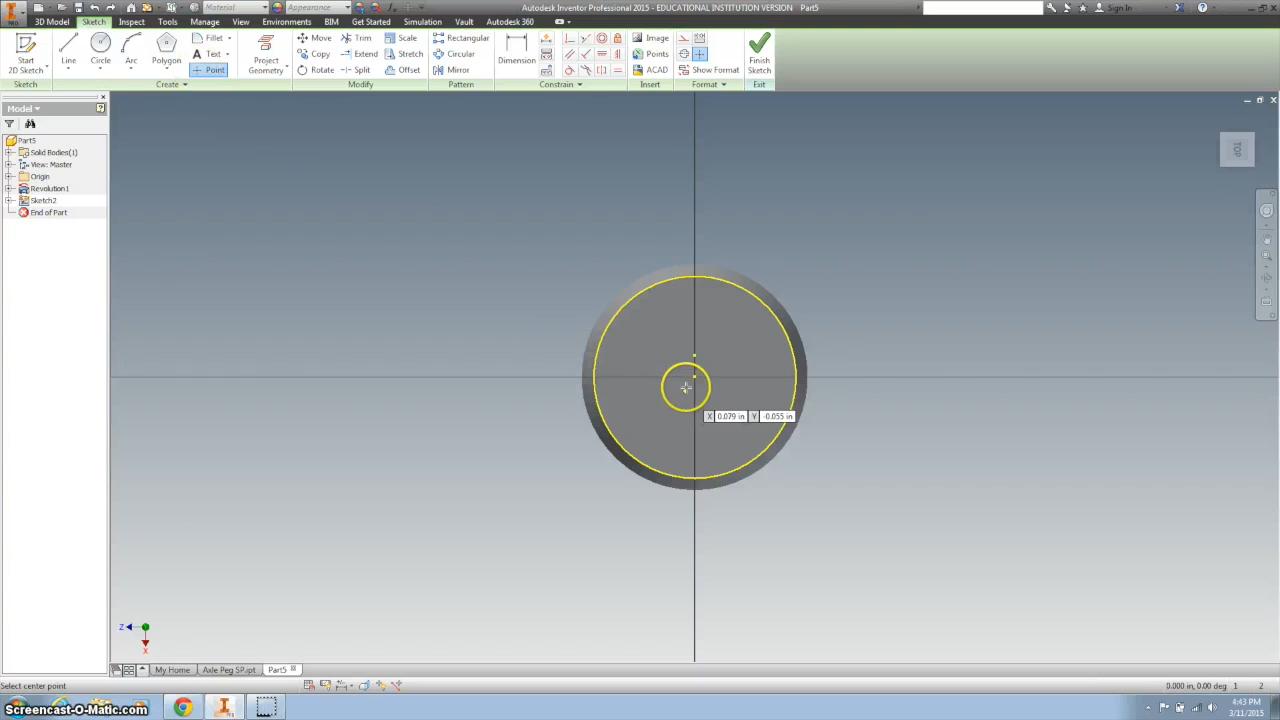 Material
Appearance
Autodesk Inventor Professional 2015 - EDUCATIONAL INSTITUTION VERSION Part5
Sign In
PRO
3D Model Sketch Inspect Tools Manage View Environments BIM Get Started Simulation Vault Autodesk 360
Start
2D Sketch
Line
Circle
Arc
Polygon
Fillet
Text
Point
Project
Geometry
Move
Copy
Rotate
Trim
Extend
Split
Scale
Stretch
Offset
Rectangular
Circular
Mirror
Dimension
Image
Points
ACAD
Show Format
Finish
Sketch
Sketch Create Modify Pattern Constrain Insert Format Exit
Model
Part5
Solid Bodies(1)
View: Master
Origin
Revolution1
Sketch2
End of Part
TOP
X 0.079 in Y -0.055 in
Z
X
My Home Axle Peg SP.ipt Part5
Select center point
0.000 in, 0.00 deg 1 2
Screencast-O-Matic.com
4:43 PM
3/11/2015